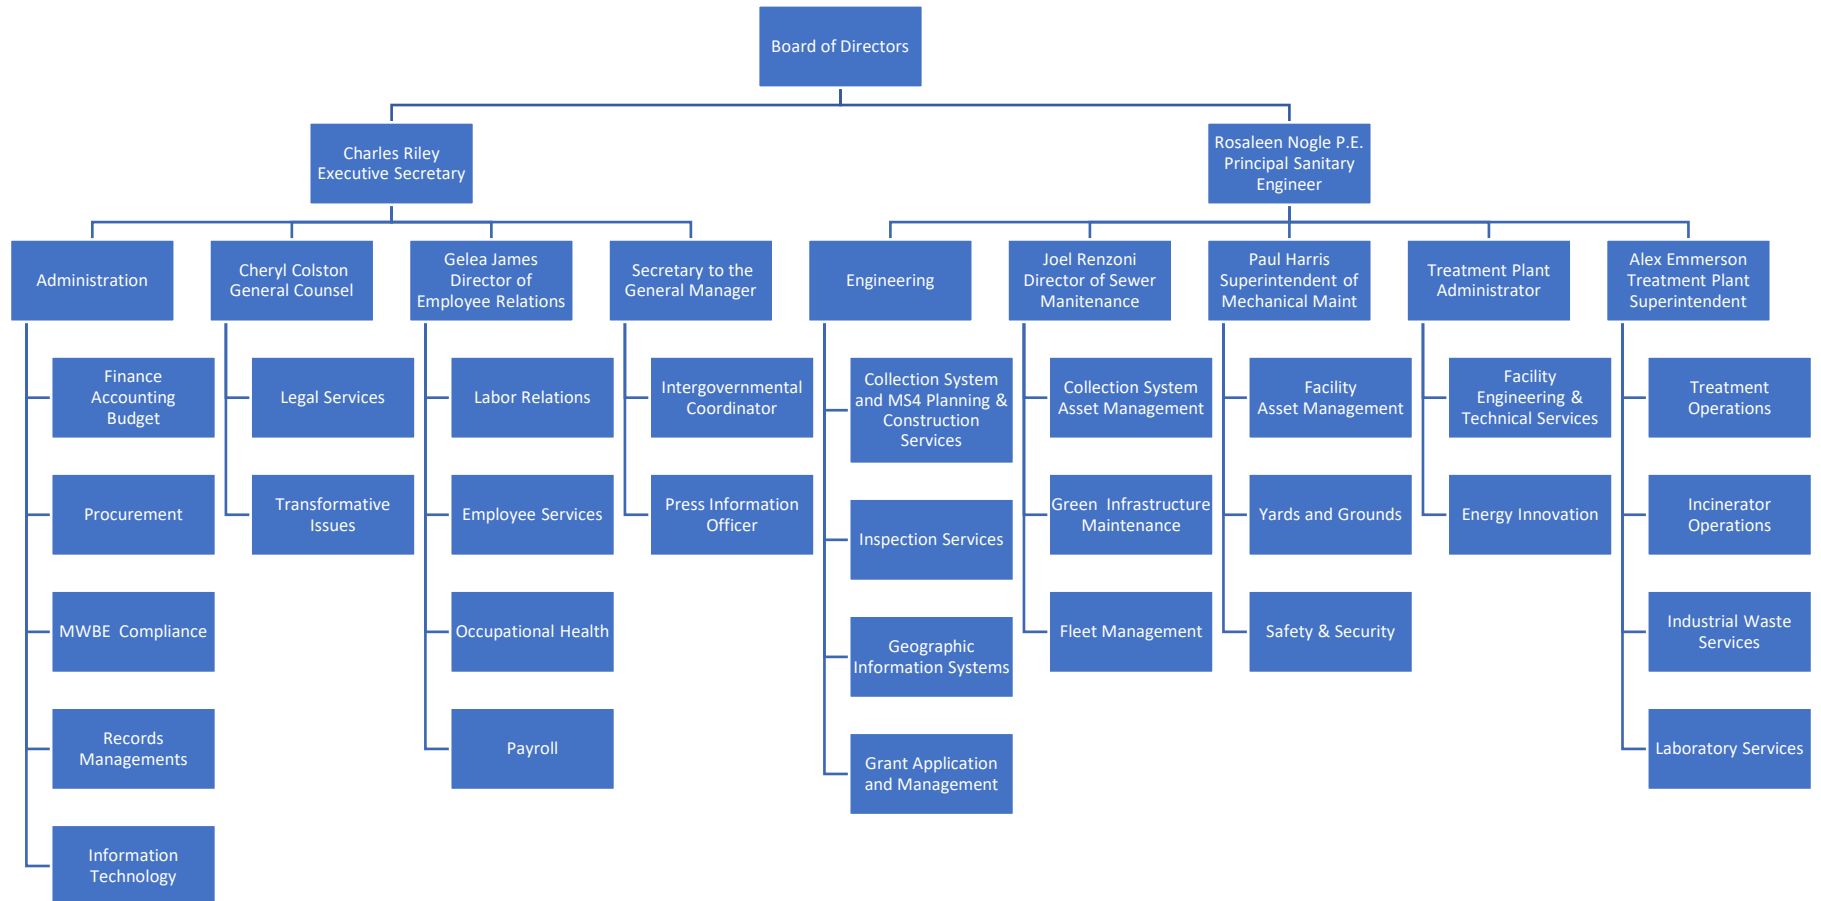 Board of Directors
Charles Riley
Executive Secretary
Rosaleen Nogle P.E.
Principal Sanitary
Engineer
Administration
Cheryl Colston
General Counsel
Gelea James
Director of
Employee Relations
Secretary to the
General Manager
Engineering
Joel Renzoni
Director of Sewer
Manitenance
Paul Harris
Superintendent of
Mechanical Maint
Treatment Plant
Administrator
Alex Emmerson
Treatment Plant
Superintendent
Finance
Accounting
Budget
Legal Services
Labor Relations
Intergovernmental
Coordinator
Collection System
and MS4 Planning &
Construction
Services
Collection System
Asset Management
Facility
Asset Management
Facility
Engineering &
Technical Services
Treatment
Operations
Procurement
Transformative
Issues
Employee Services
Press Information
Officer
Inspection Services
Green  Infrastructure
Maintenance
Yards and Grounds
Energy Innovation
Incinerator
Operations
MWBE  Compliance
Occupational Health
Geographic
Information Systems
Fleet Management
Safety & Security
Industrial Waste
Services
Records
Managements
Payroll
Grant Application
and Management
Laboratory Services
Information
Technology